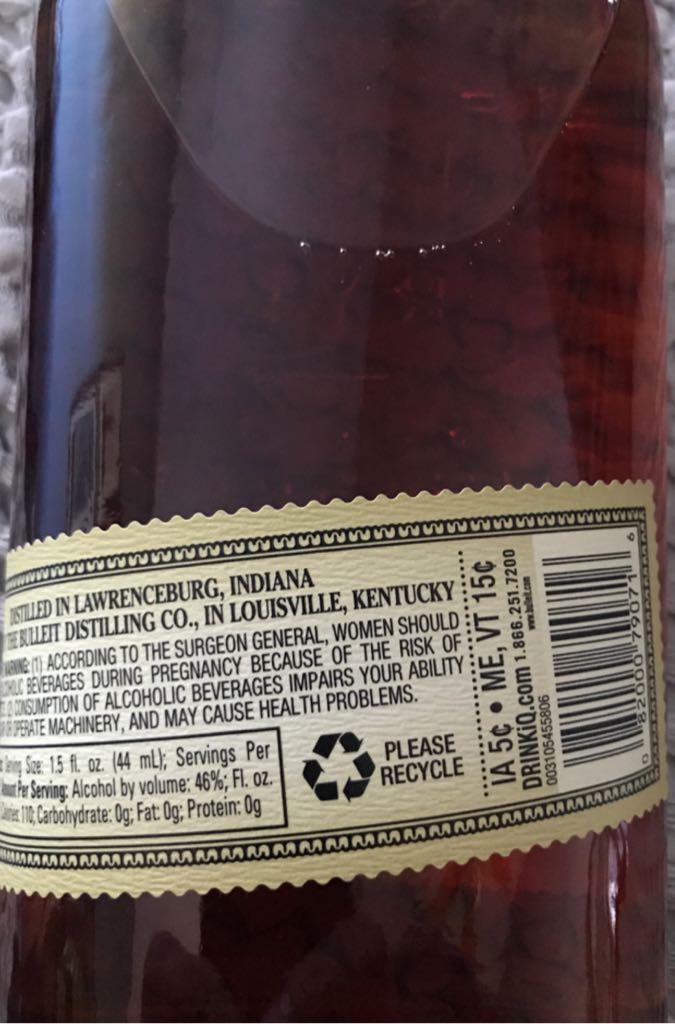 DISTILLED IN LAWRENCEBURG, INDIANA
THE BULLEIT DISTILLING CO., IN LOUISVILLE, KENTUCKY
WARNING: (1) ACCORDING TO THE SURGEON GENERAL, WOMEN SHOULD
BEVERAGES DURING PREGNANCY BECAUSE OF THE RISK OF
CONSUMPTION OF ALCOHOLIC BEVERAGES IMPAIRS YOUR ABILITY
OPERATE MACHINERY, AND MAY CAUSE HEALTH PROBLEMS.
Serving Size: 1.5 fl. oz. (44 mL); Servings Per
Amount Per Serving: Alcohol by volume: 46%; Fl. oz.
Calories: 110; Carbohydrate: 0g; Fat: 0g; Protein: 0g
PLEASE
RECYCLE
IA 5¢ • ME, VT 15¢
DRINKiQ.com 1.866.251.7200
www.bulleit.com
0031054455806
0 82000 79071 6